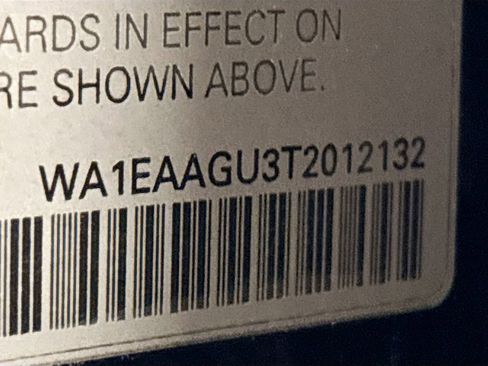 ARDS IN EFFECT ON
RE SHOWN ABOVE.
WA1EAAGU3T2012132